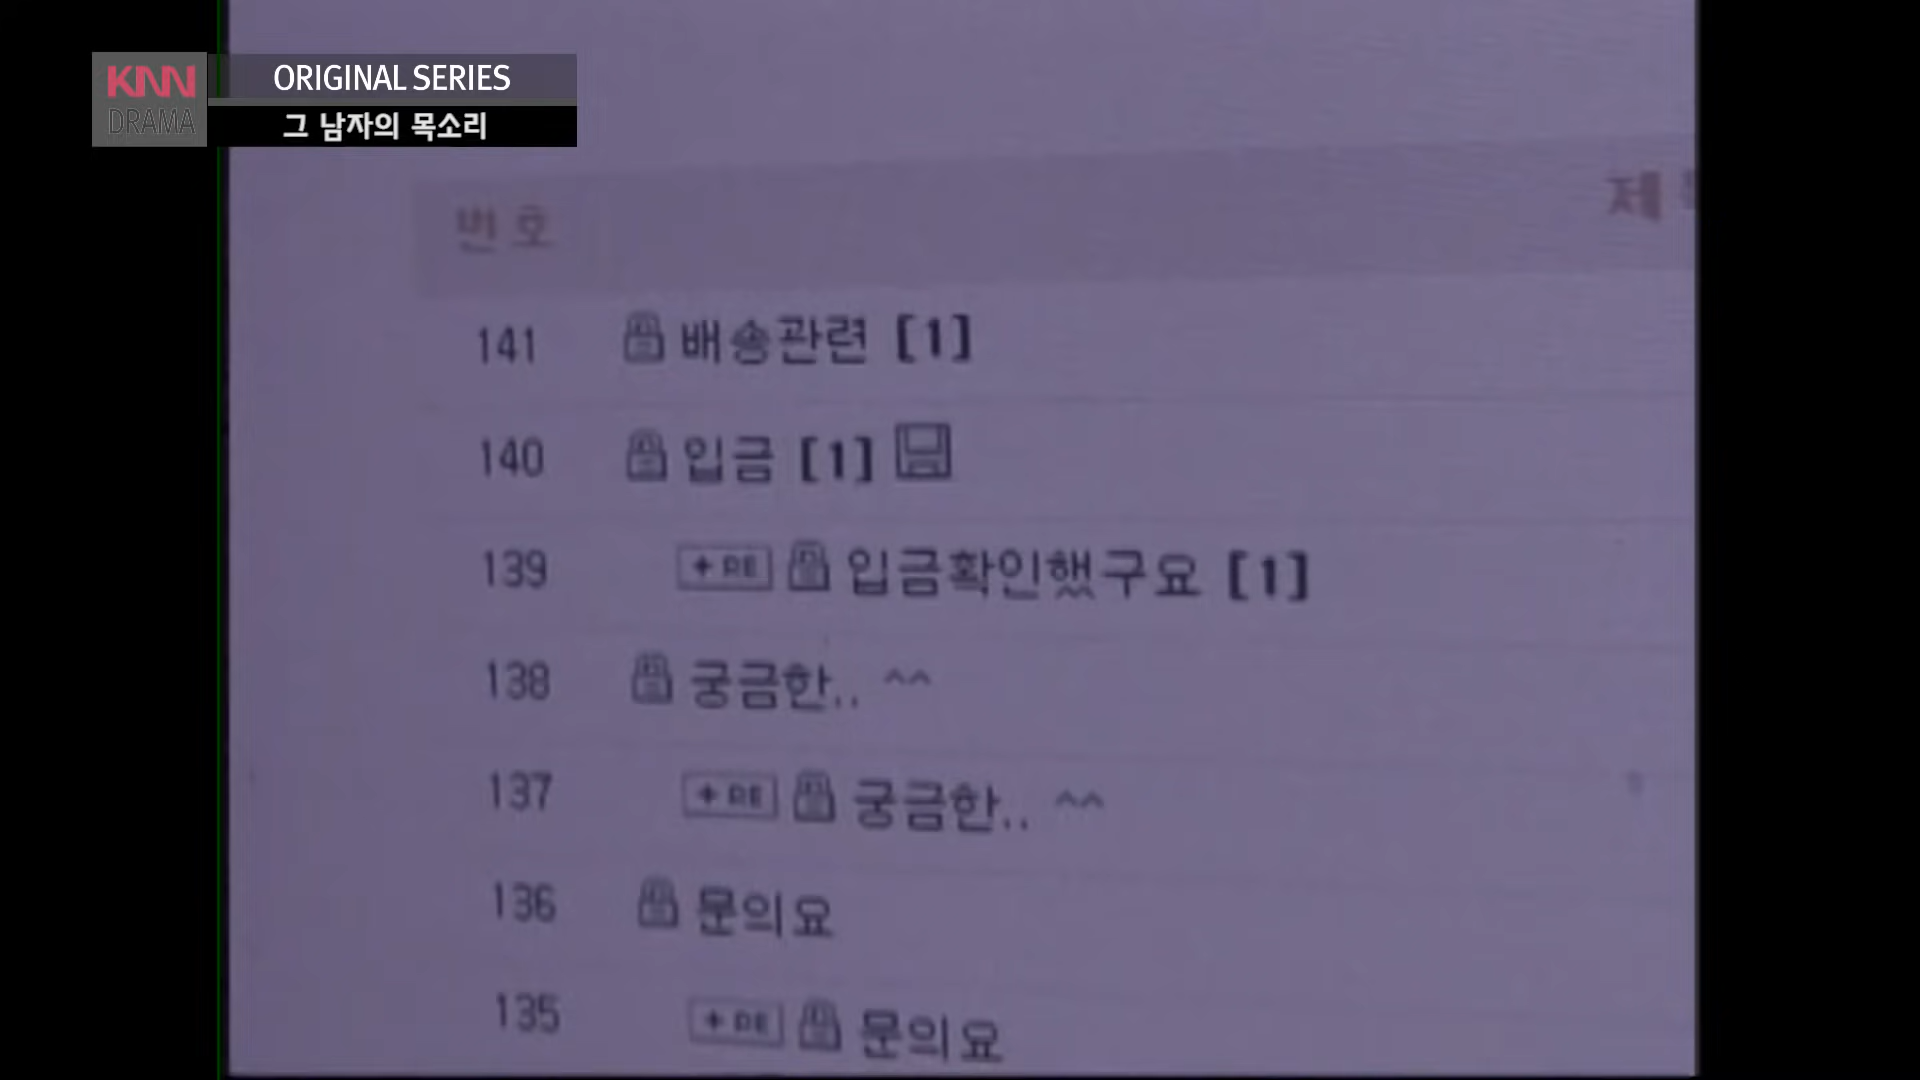 KNN
DRAMA
ORIGINAL SERIES
그 남자의 목소리
번호 제
141 배송관련 [1]
140 입금 [1]
139 +RE 입금확인했구요 [1]
138 궁금한.. ^^
137 +RE 궁금한.. ^^
136 문의요
135 +RE 문의요